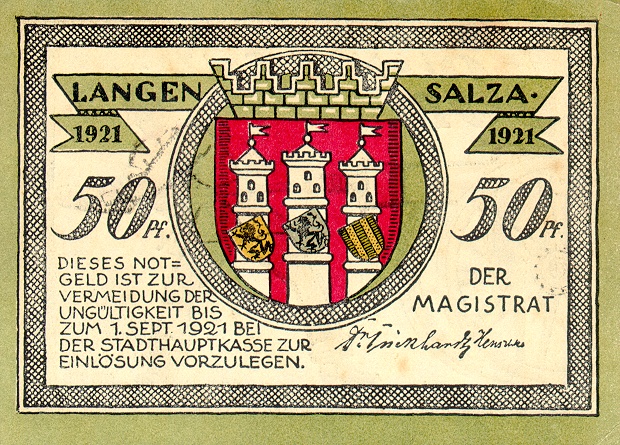 LANGEN SALZA.
1921 1921
50 Pf. 50 Pf.
DIESES NOT=
GELD IST ZUR
VERMEIDUNG DER
UNGÜLTIGKEIT BIS
ZUM 1. SEPT. 1921 BEI
DER STADTHAUPTKASSE ZUR
EINLÖSUNG VORZULEGEN.
DER
MAGISTRAT